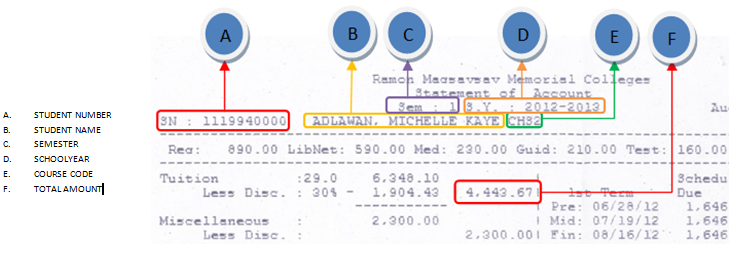 A B C D E F
Ramon Magsaysay Memorial Colleges
Statement of Account
Sem : 1 S.Y. : 2012-2013
SN : 1119940000 ADLAWAN, MICHELLE KAYE CHS2 Au
A. STUDENT NUMBER
B. STUDENT NAME
C. SEMESTER
D. SCHOOLYEAR
E. COURSE CODE
F. TOTAL AMOUNT
Reg: 890.00 LibNet: 590.00 Med: 230.00 Guid: 210.00 Test: 160.00
Tuition :29.0 6,348.10 Schedu
Less Disc. : 30% - 1,904.43 4,443.67 1st Term Due
Pre: 06/28/12 1,646
Miscellaneous : 2,300.00 Mid: 07/19/12 1,646
Less Disc. : 2,300.00 Fin: 08/16/12 1,646